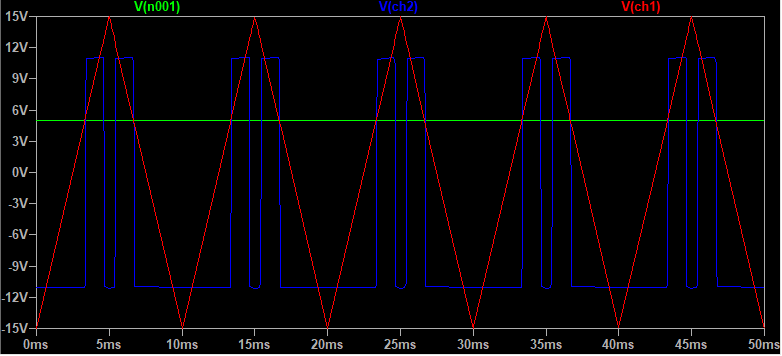 V(n001) V(ch2) V(ch1)
15V
12V
9V
6V
3V
0V
-3V
-6V
-9V
-12V
-15V
0ms 5ms 10ms 15ms 20ms 25ms 30ms 35ms 40ms 45ms 50ms